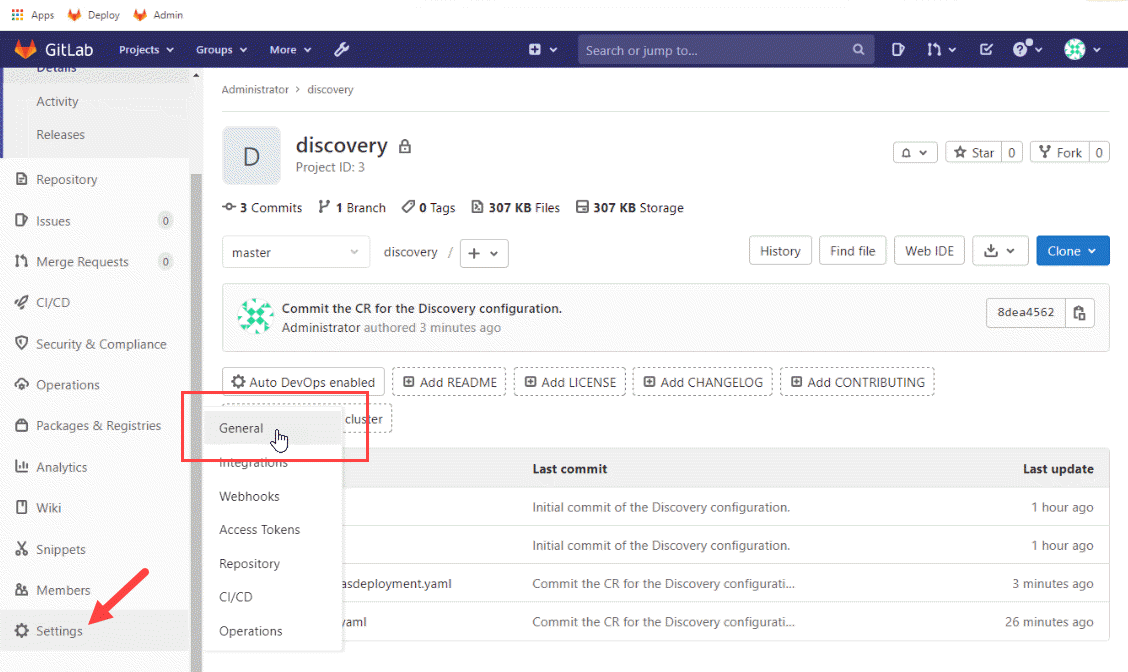 Apps Deploy Admin
GitLab Projects Groups More Search or jump to...
Details
Activity
Releases
Repository
Issues 0
Merge Requests 0
CI/CD
Security & Compliance
Operations
Packages & Registries
Analytics
Wiki
Snippets
Members
Settings
Administrator > discovery
D
discovery
Project ID: 3
Star 0 Fork 0
3 Commits 1 Branch 0 Tags 307 KB Files 307 KB Storage
master discovery / + History Find file Web IDE Clone
Commit the CR for the Discovery configuration.
Administrator authored 3 minutes ago
8dea4562
Auto DevOps enabled Add README Add LICENSE Add CHANGELOG Add CONTRIBUTING
cluster
General
Integrations
Webhooks
Access Tokens
Repository
CI/CD
Operations
Last commit Last update
Initial commit of the Discovery configuration. 1 hour ago
Initial commit of the Discovery configuration. 1 hour ago
asdeployment.yaml Commit the CR for the Discovery configurati... 3 minutes ago
yaml Commit the CR for the Discovery configurati... 26 minutes ago